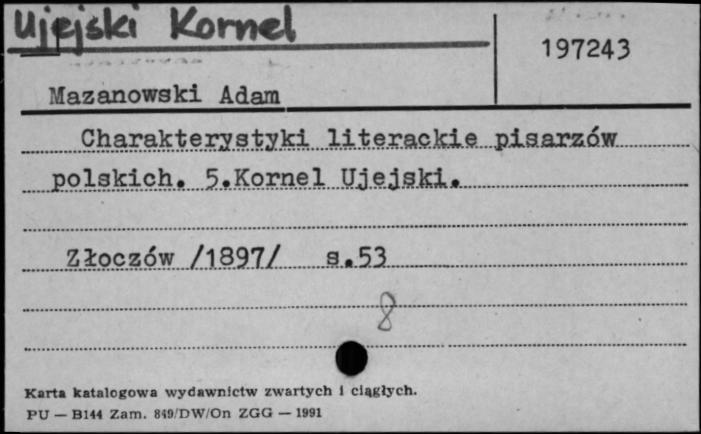 Ujejski Kornel
197243
Mazanowski Adam
Charakterystyki literackie pisarzów
polskich. 5.Kornel Ujejski.
Złoczów /1897/ s.53
8
Karta katalogowa wydawnictw zwartych i ciągłych.
PU — B144 Zam. 849/DW/On ZGG — 1991